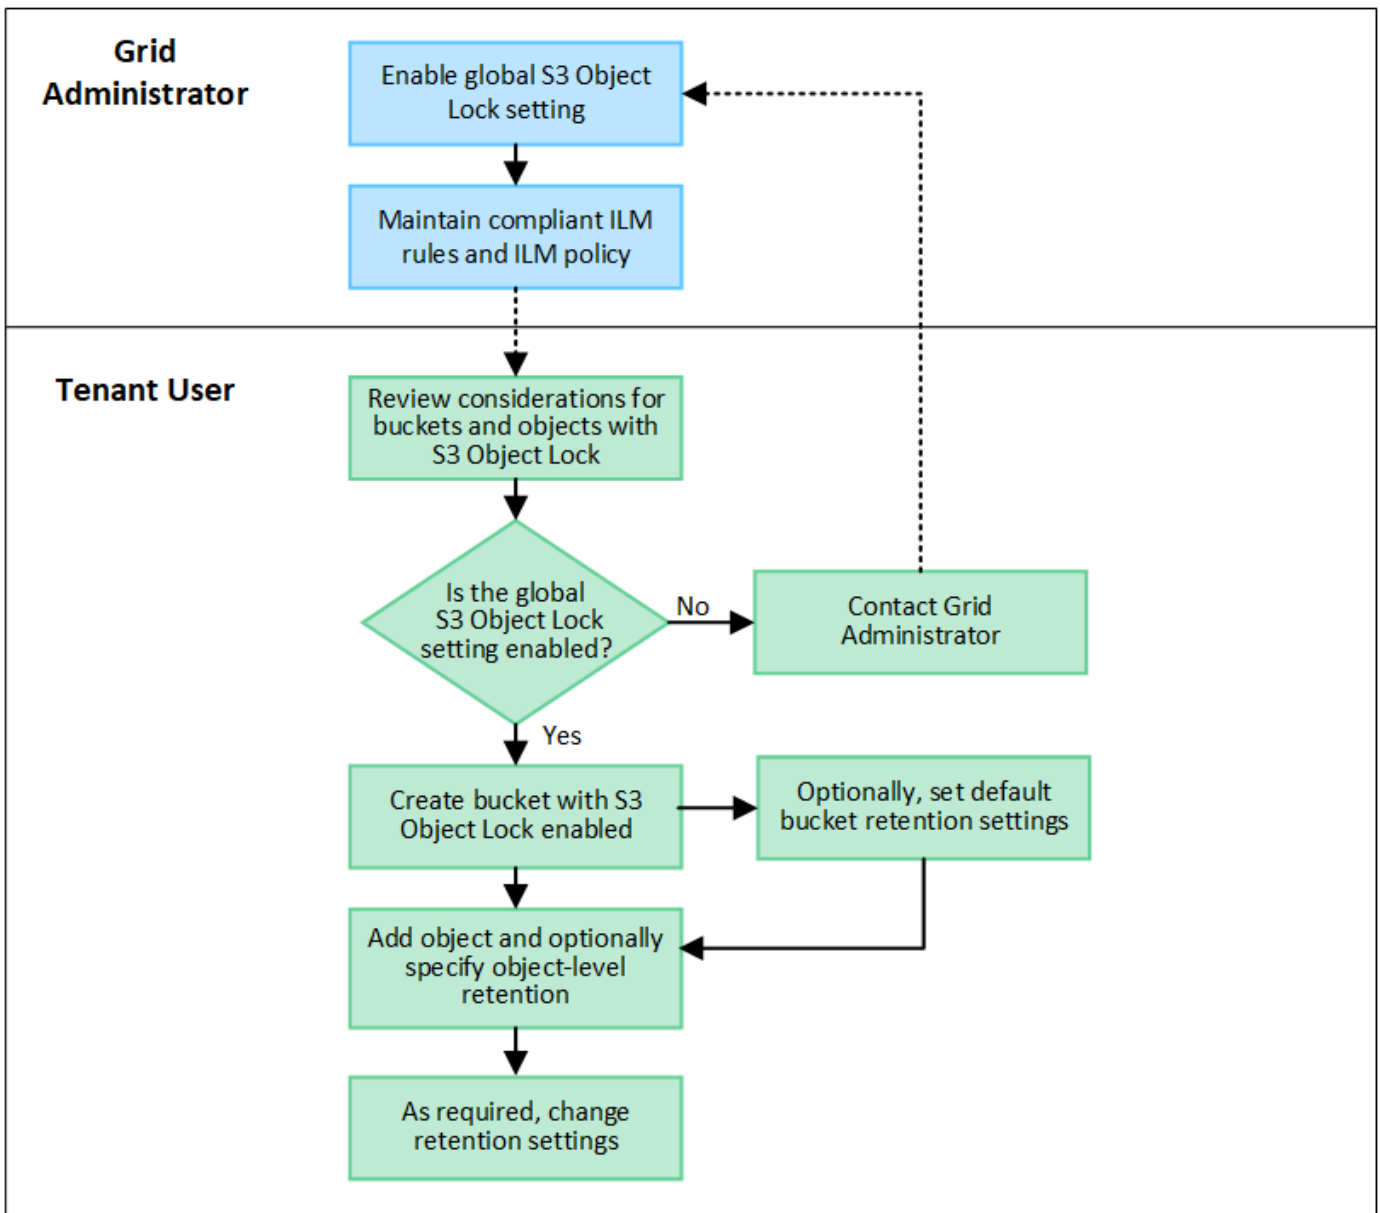 Grid
Administrator
Enable global S3 Object
Lock setting
Maintain compliant ILM
rules and ILM policy
Tenant User
Review considerations for
buckets and objects with
S3 Object Lock
Is the global
S3 Object Lock
setting enabled?
No
Contact Grid
Administrator
Yes
Create bucket with S3
Object Lock enabled
Optionally, set default
bucket retention settings
Add object and optionally
specify object-level
retention
As required, change
retention settings